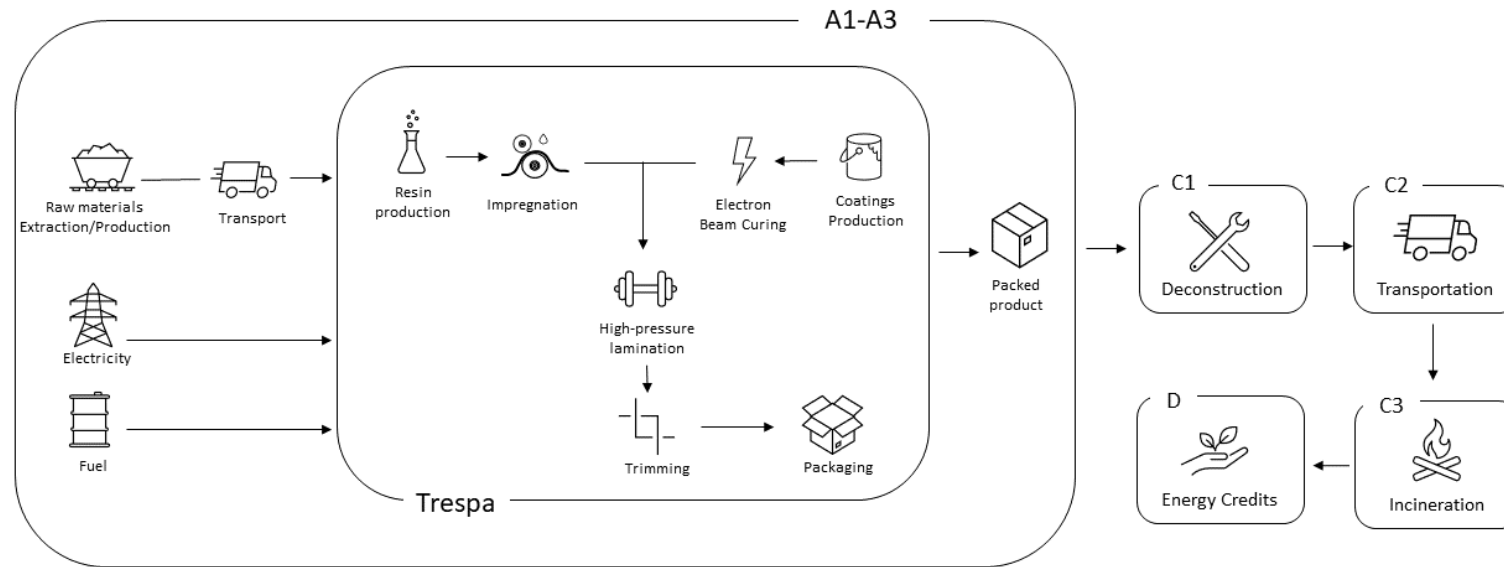 A1-A3
Raw materials
Extraction/Production
Transport
Electricity
Fuel
Resin
production
Impregnation
Electron
Beam Curing
Coatings
Production
High-pressure
lamination
Trimming
Packaging
Trespa
Packed
product
C1
Deconstruction
C2
Transportation
C3
Incineration
D
Energy Credits